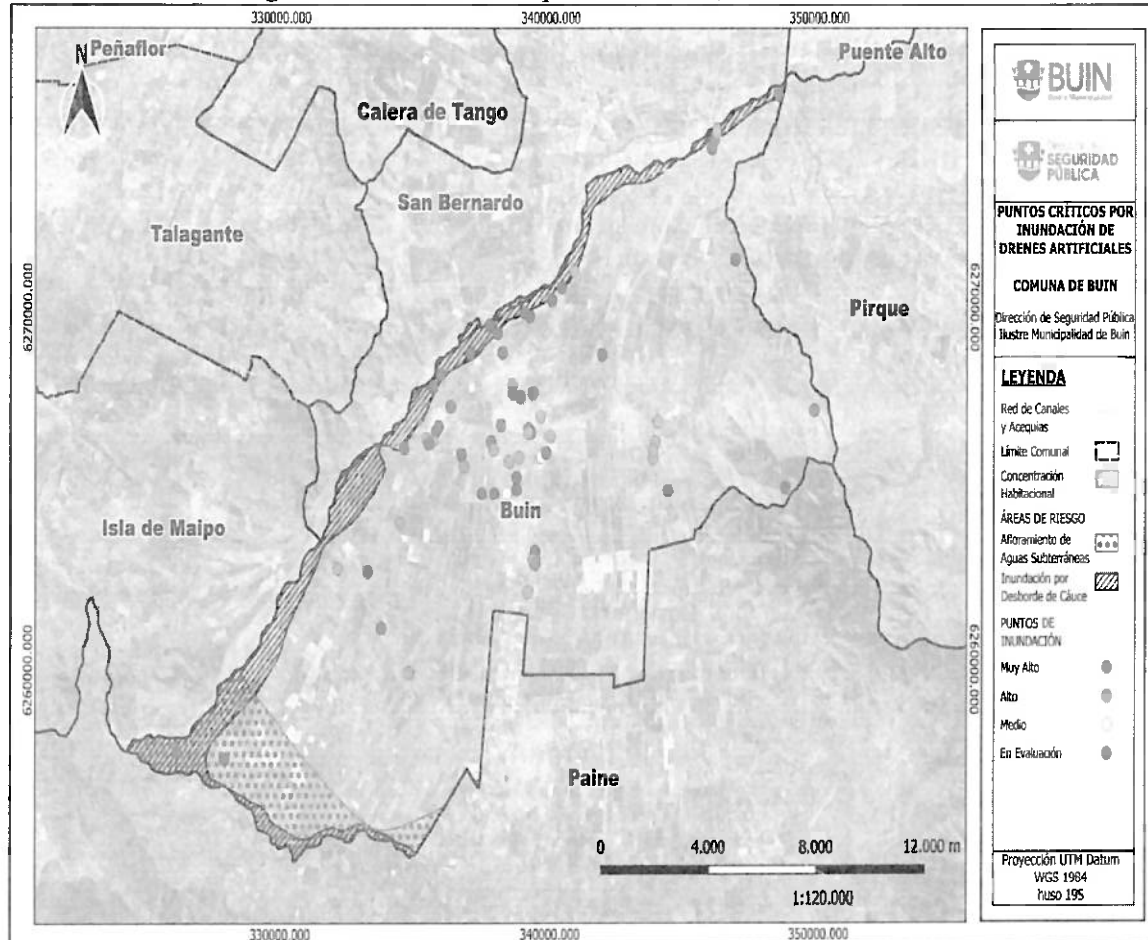 330000.000
340000.000
350000.000
Peñaflor
Puente Alto
N
Calera de Tango
San Bernardo
Talagante
Pirque
6270000.000
6270000.000
Isla de Maipo
Buin
6260000.000
6260000.000
Paine
0 4.000 8.000 12.000 m
1:120.000
330000.000
340000.000
350000.000
BUIN
SEGURIDAD
PÚBLICA
PUNTOS CRÍTICOS POR
INUNDACIÓN DE
DRENES ARTIFICIALES
COMUNA DE BUIN
Dirección de Seguridad Pública
Ilustre Municipalidad de Buin
LEYENDA
Red de Canales
y Acequias
Límite Comunal
Concentración
Habitacional
ÁREAS DE RIESGO
Afloramiento de
Aguas Subterráneas
Inundación por
Desborde de Cáuce
PUNTOS DE
INUNDACIÓN
Muy Alto
Alto
Medio
En Evaluación
Proyección UTM Datum
WGS 1984
huso 19S